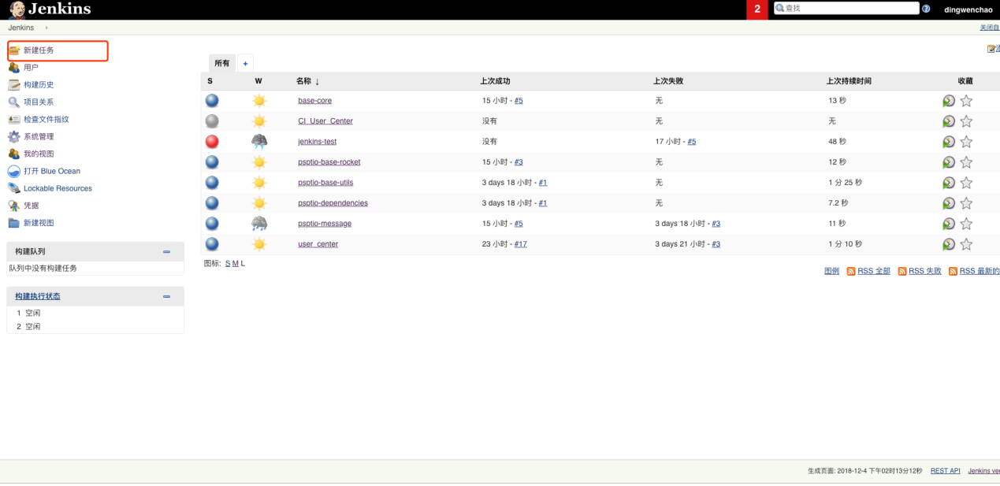 Jenkins 2 查找 dingwenchao
Jenkins 关闭自
新建任务
用户
构建历史
项目关系
检查文件指纹
系统管理
我的视图
打开 Blue Ocean
Lockable Resources
凭据
新建视图
构建队列
队列中没有构建任务
构建执行状态
1 空闲
2 空闲
所有 +
S W 名称 ↓ 上次成功 上次失败 上次持续时间 收藏
base-core 15 小时 - #5 无 13 秒
CI_User_Center 没有 无 无
jenkins-test 没有 17 小时 - #5 48 秒
psptio-base-rocket 15 小时 - #3 无 12 秒
psptio-base-utils 3 days 18 小时 - #1 无 1 分 25 秒
psptio-dependencies 3 days 18 小时 - #1 无 7.2 秒
psptio-message 15 小时 - #5 3 days 18 小时 - #3 11 秒
user_center 23 小时 - #17 3 days 21 小时 - #3 1 分 10 秒
图标: S M L
图例 RSS 全部 RSS 失败 RSS 最新的
生成页面: 2018-12-4 下午02时13分12秒 REST API Jenkins ver